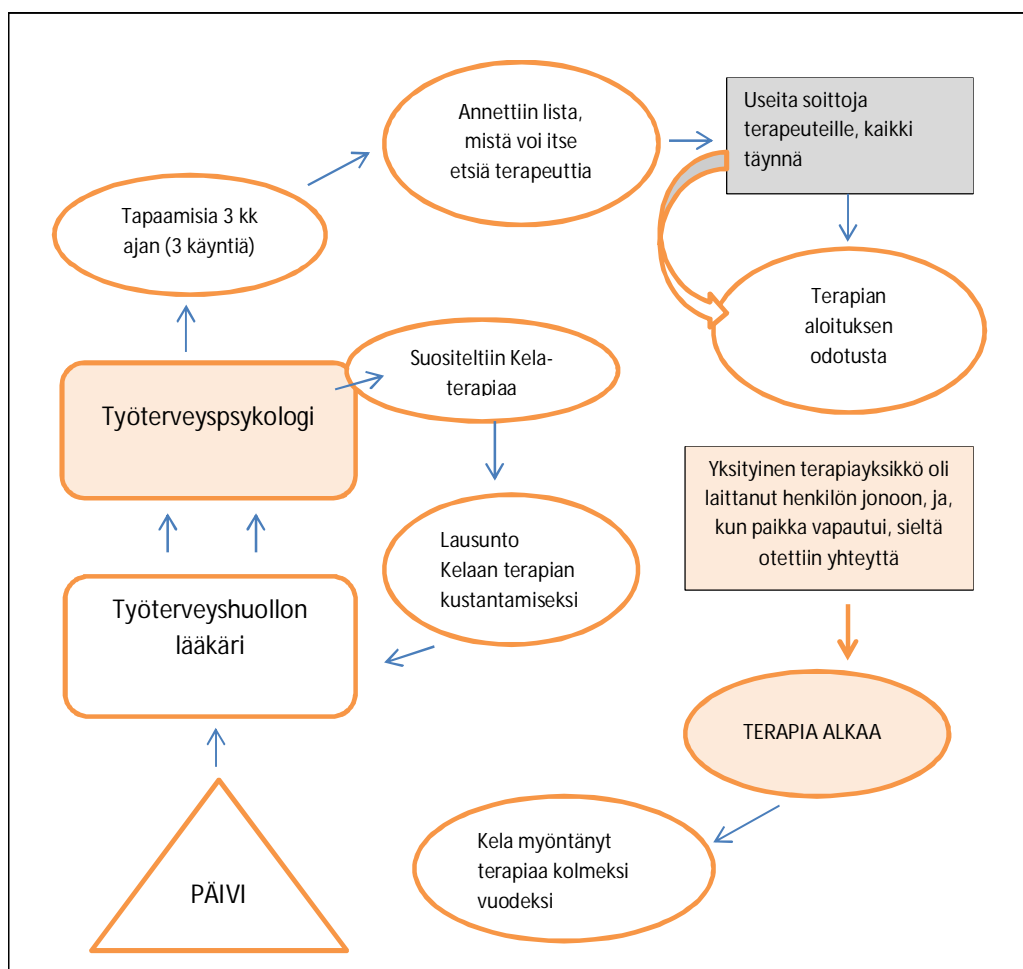 Annettiin lista,
mistä voi itse
etsiä terapeuttia
Useita soittoja
terapeuteille, kaikki
täynnä
Tapaamisia 3 kk
ajan (3 käyntiä)
Terapian
aloituksen
odotusta
Suositeltiin Kela-
terapiaa
Työterveyspsykologi
Yksityinen terapiayksikkö oli
laittanut henkilön jonoon, ja,
kun paikka vapautui, sieltä
otettiin yhteyttä
Lausunto
Kelaan terapian
kustantamiseksi
Työterveyshuollon
lääkäri
TERAPIA ALKAA
Kela myöntänyt
terapiaa kolmeksi
vuodeksi
PÄIVI